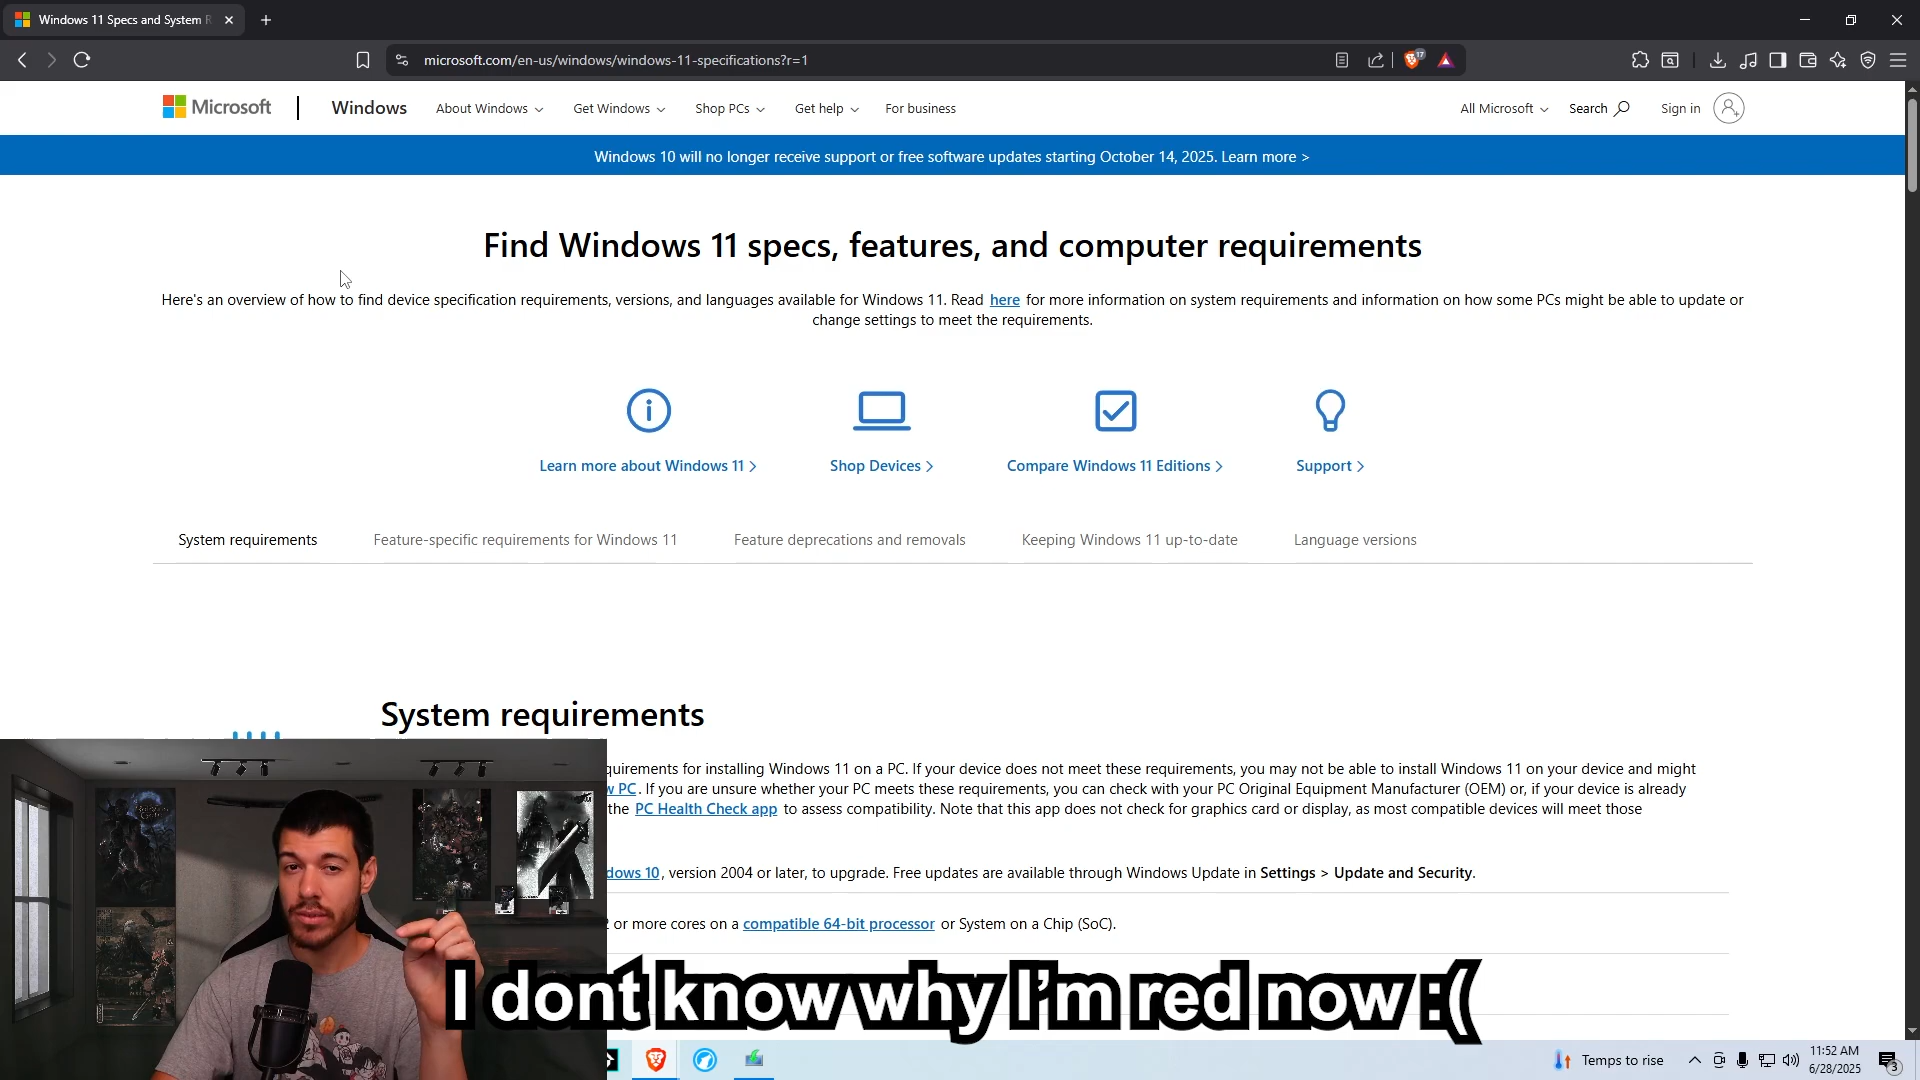 Windows 11 Specs and System R
microsoft.com/en-us/windows/windows-11-specifications?r=1
17
Microsoft
Windows
About Windows
Get Windows
Shop PCs
Get help
For business
All Microsoft
Search
Sign in
Windows 10 will no longer receive support or free software updates starting October 14, 2025. Learn more >
Find Windows 11 specs, features, and computer requirements
Here's an overview of how to find device specification requirements, versions, and languages available for Windows 11. Read here for more information on system requirements and information on how some PCs might be able to update or
change settings to meet the requirements.
Learn more about Windows 11 >
Shop Devices >
Compare Windows 11 Editions >
Support >
System requirements
Feature-specific requirements for Windows 11
Feature deprecations and removals
Keeping Windows 11 up-to-date
Language versions
System requirements
quirements for installing Windows 11 on a PC. If your device does not meet these requirements, you may not be able to install Windows 11 on your device and might
w PC. If you are unsure whether your PC meets these requirements, you can check with your PC Original Equipment Manufacturer (OEM) or, if your device is already
the PC Health Check app to assess compatibility. Note that this app does not check for graphics card or display, as most compatible devices will meet those
dows 10, version 2004 or later, to upgrade. Free updates are available through Windows Update in Settings > Update and Security.
2 or more cores on a compatible 64-bit processor or System on a Chip (SoC).
I dont know why I'm red now :(
Temps to rise
11:52 AM
6/28/2025
3